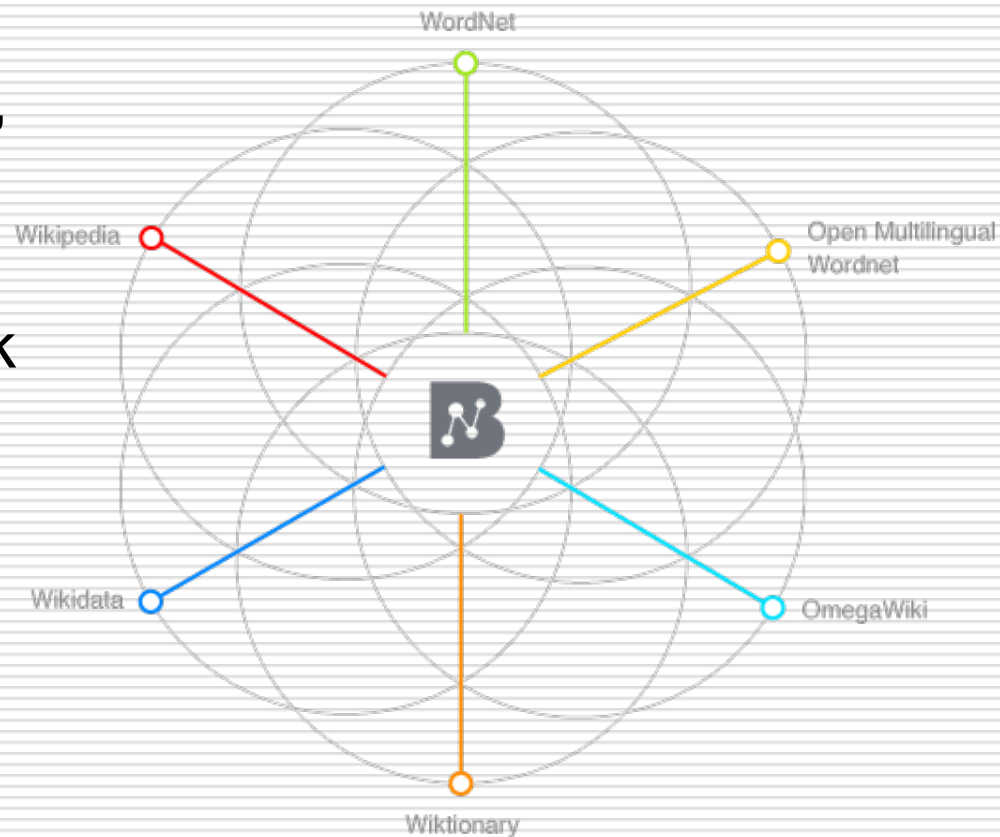 WordNet
,
Wikipedia
Open Multilingual
Wordnet
k
B
Wikidata
OmegaWiki
Wiktionary